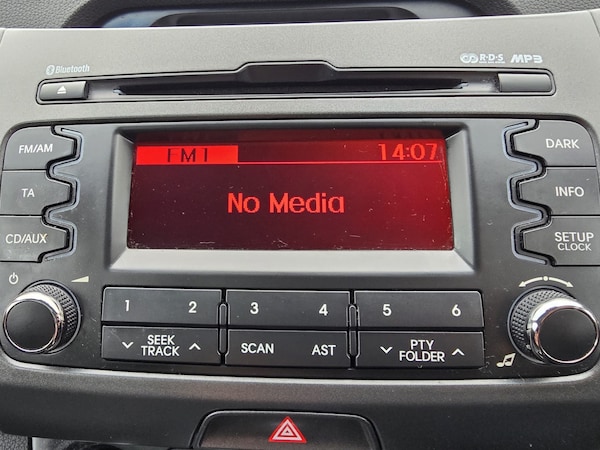 Bluetooth
R·D·S
MP3
FM/AM
TA
CD/AUX
FM1
14:07
No Media
DARK
INFO
SETUP
CLOCK
1 2 3 4 5 6
SEEK
TRACK
SCAN AST
PTY
FOLDER